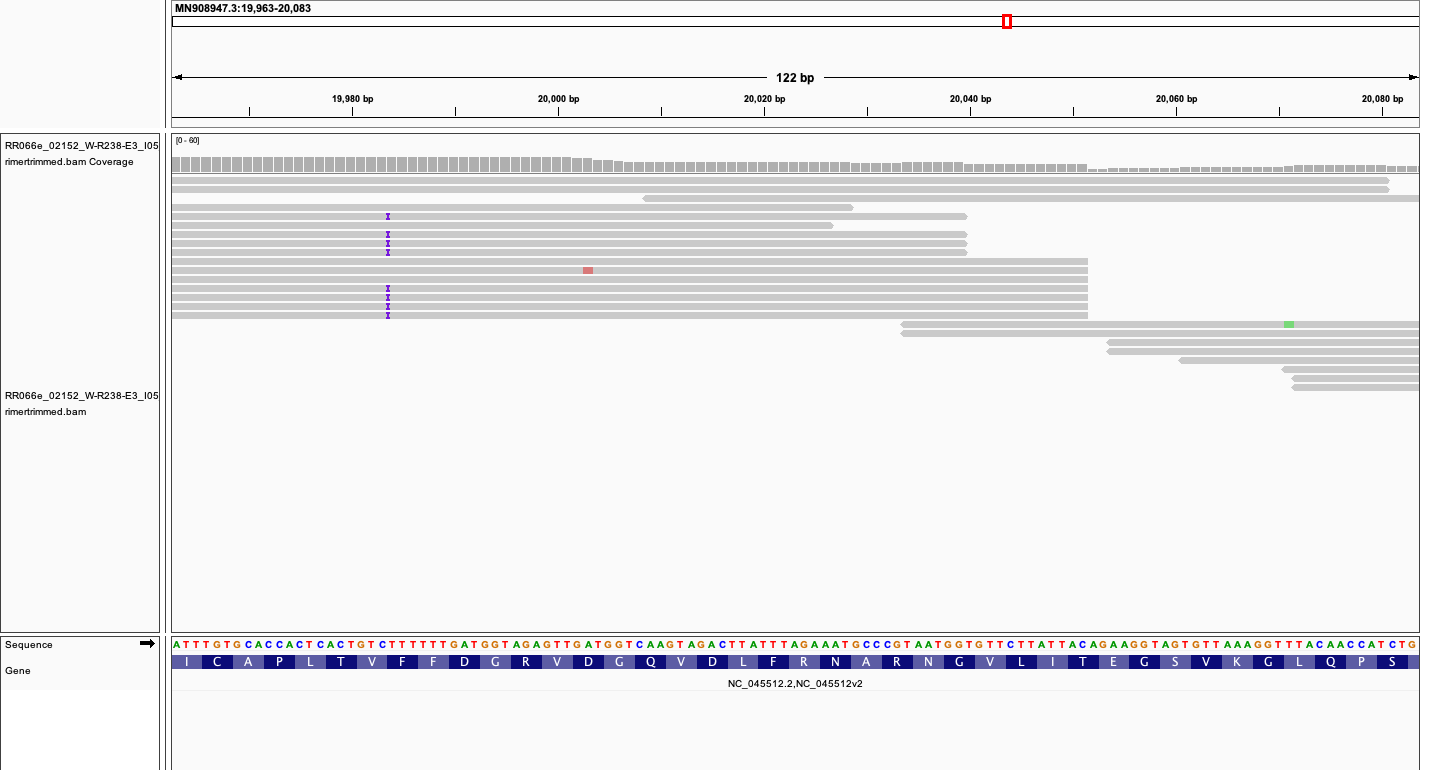 MN908947.3:19,963-20,083
122 bp
19,980 bp 20,000 bp 20,020 bp 20,040 bp 20,060 bp 20,080 bp
RR066e_02152_W-R238-E3_I05
rimertrimmed.bam Coverage
[0 - 60]
RR066e_02152_W-R238-E3_I05
rimertrimmed.bam
Sequence
ATTTGTGCACCACTCACTGTCTTTTTTGATGGTAGAGTTGATGGTCAAGTAGACTTATTTAGAAATGCCCGTAATGGTGTTCTTATTACAGAAGGTAGTGTTAAAGGTTTACAACCATCTG
Gene
I C A P L T V F F D G R V D G Q V D L F R N A R N G V L I T E G S V K G L Q P S
NC_045512.2,NC_045512v2